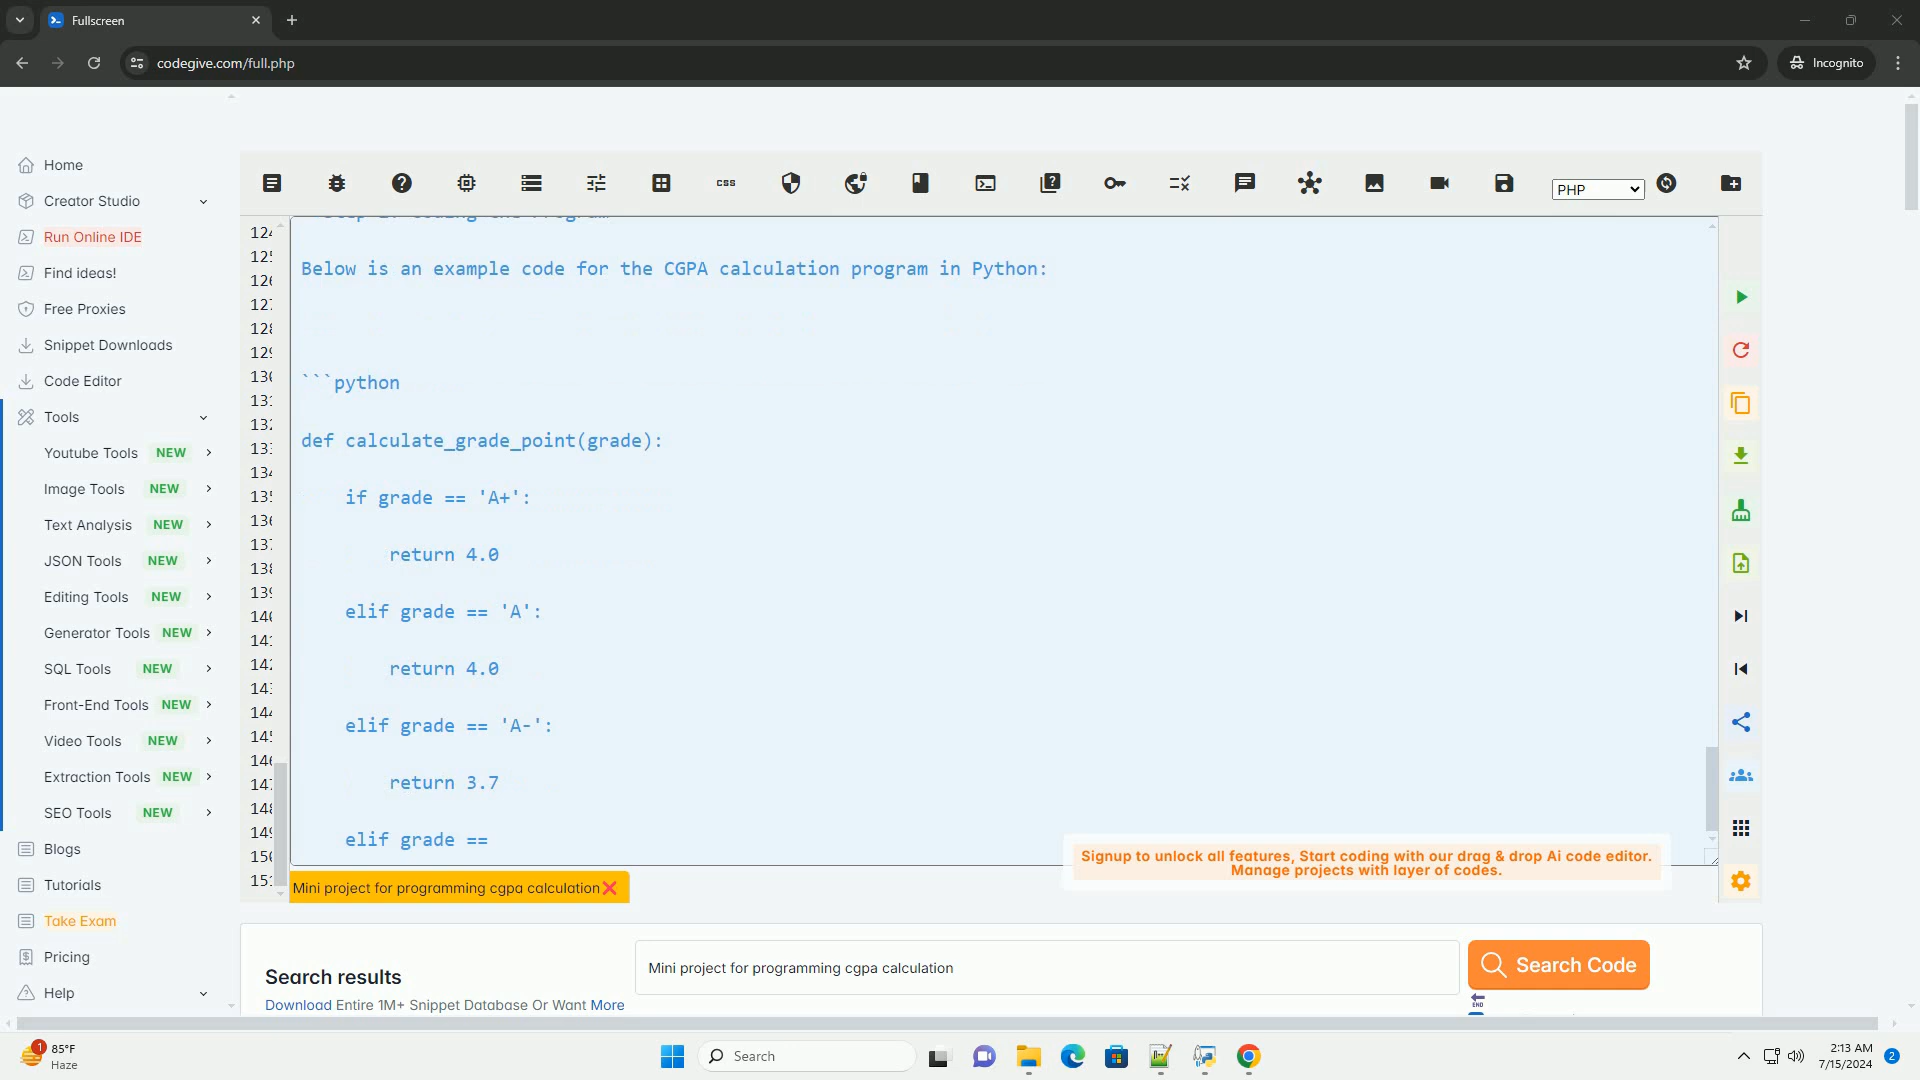 Fullscreen
codegive.com/full.php
Incognito
Home
Creator Studio
Run Online IDE
Find ideas!
Free Proxies
Snippet Downloads
Code Editor
Tools
Youtube Tools NEW
Image Tools NEW
Text Analysis NEW
JSON Tools NEW
Editing Tools NEW
Generator Tools NEW
SQL Tools NEW
Front-End Tools NEW
Video Tools NEW
Extraction Tools NEW
SEO Tools NEW
Blogs
Tutorials
Take Exam
Pricing
Help
css
PHP
Below is an example code for the CGPA calculation program in Python:
```python
def calculate_grade_point(grade):
if grade == 'A+':
return 4.0
elif grade == 'A':
return 4.0
elif grade == 'A-':
return 3.7
elif grade ==
Signup to unlock all features, Start coding with our drag & drop Ai code editor.
Manage projects with layer of codes.
Mini project for programming cgpa calculation
Search results
Mini project for programming cgpa calculation
Search Code
END
Download Entire 1M+ Snippet Database Or Want More
1
85°F
Haze
Search
2:13 AM
7/15/2024
2